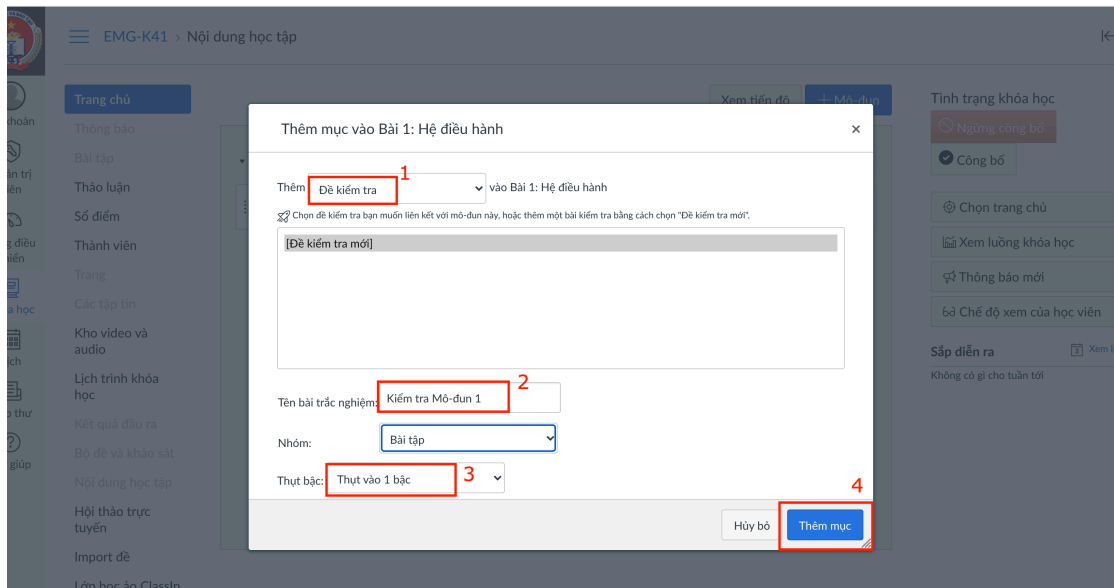 EMG-K41 › Nội dung học tập
Trang chủ
Thông báo
Bài tập
Thảo luận
Sổ điểm
Thành viên
Trang
Các tập tin
Kho video và
audio
Lịch trình khóa
học
Kết quả đầu ra
Bộ đề và khảo sát
Nội dung học tập
Hội thảo trực
tuyến
Import đề
Lớp học ảo ClassIn
Xem tiến độ
+ Mô-đun
Thêm mục vào Bài 1: Hệ điều hành
×
1
Thêm Đề kiểm tra vào Bài 1: Hệ điều hành
Chọn đề kiểm tra bạn muốn liên kết với mô-đun này, hoặc thêm một bài kiểm tra bằng cách chọn "Đề kiểm tra mới".
[Đề kiểm tra mới]
2
Tên bài trắc nghiệm: Kiểm tra Mô-đun 1
Nhóm: Bài tập
Thụt bậc: Thụt vào 1 bậc 3
4
Hủy bỏ
Thêm mục
Tình trạng khóa học
Ngừng công bố
Công bố
Chọn trang chủ
Xem luồng khóa học
Thông báo mới
Chế độ xem của học viên
Sắp diễn ra
Không có gì cho tuần tới